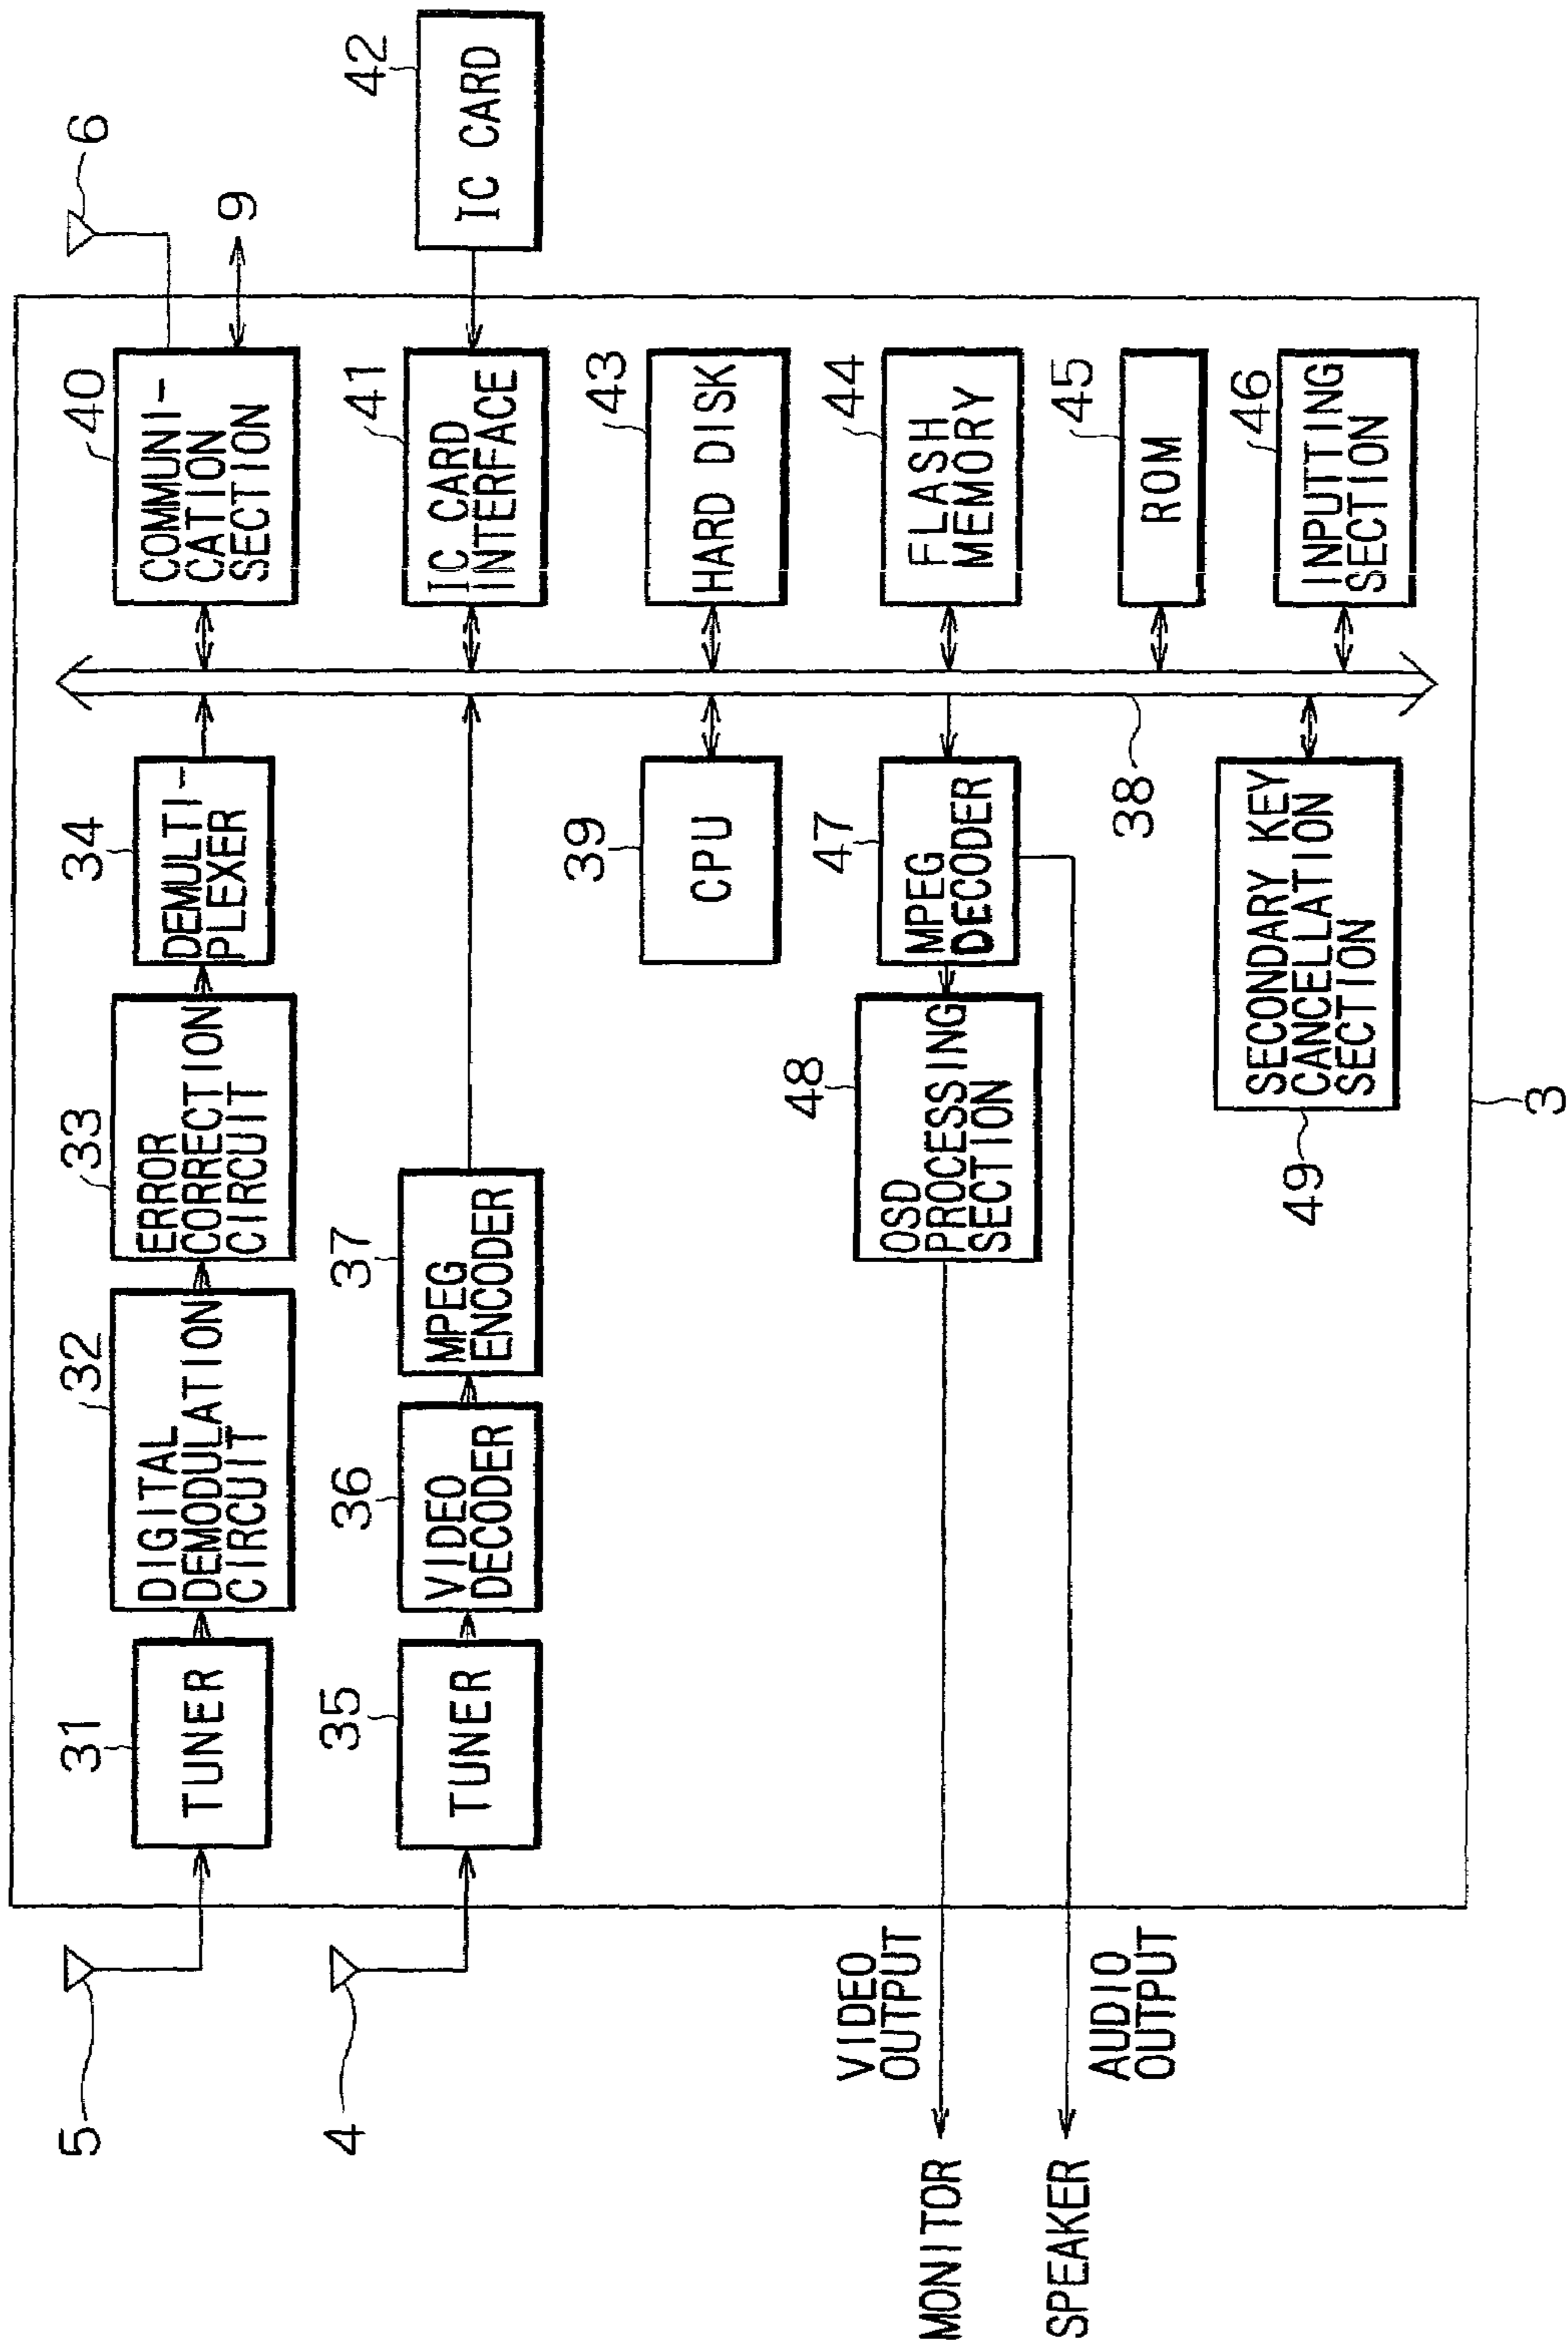 5
31
TUNER
32
DIGITAL
DEMODULATION
CIRCUIT
33
ERROR
CORRECTION
CIRCUIT
34
DEMULTI-
PLEXER
40
COMMUNI-
CATION
SECTION
6
9
4
35
TUNER
36
VIDEO
DECODER
37
MPEG
ENCODER
41
IC CARD
INTERFACE
42
IC CARD
39
CPU
43
HARD DISK
VIDEO
OUTPUT
MONITOR
48
OSD
PROCESSING
SECTION
47
MPEG
DECODER
44
FLASH
MEMORY
SPEAKER
AUDIO
OUTPUT
38
45
ROM
49
SECONDARY KEY
CANCELLATION
SECTION
46
INPUTTING
SECTION
3